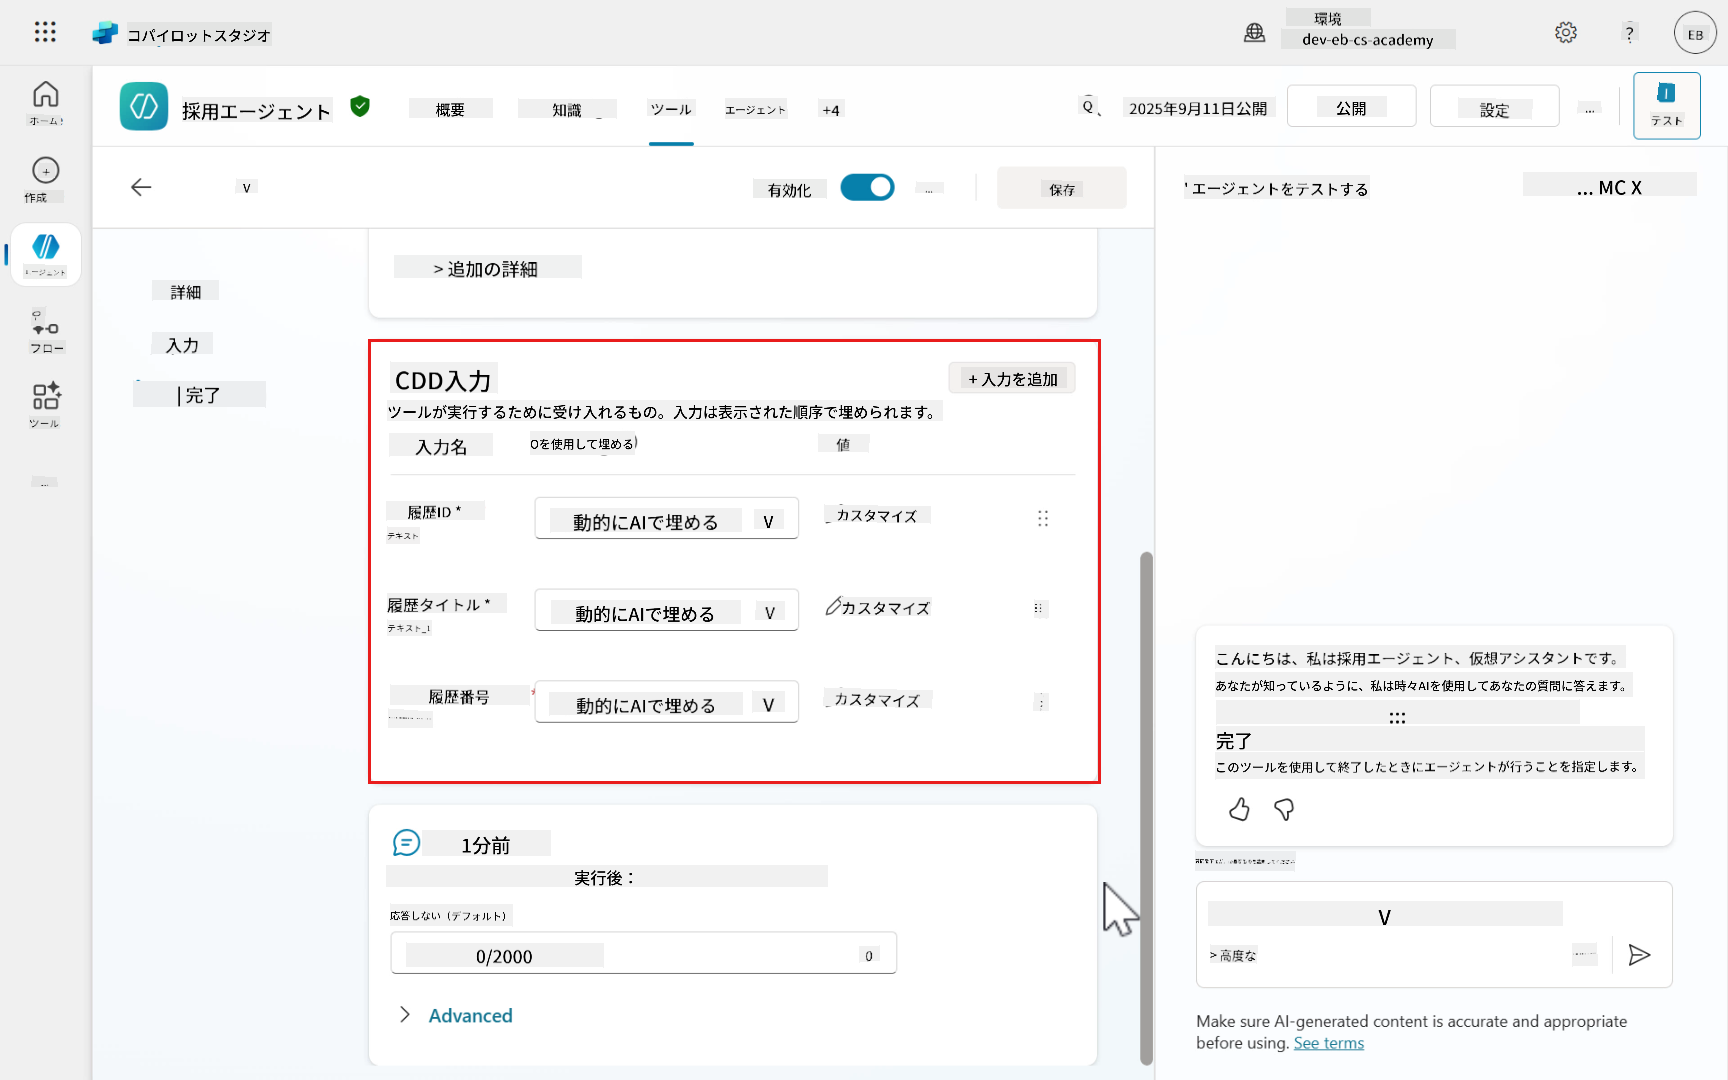 コパイロットスタジオ
環境
dev-eb-cs-academy
?
EB
ホーム
採用エージェント
概要
知識
ツール
エージェント
+4
2025年9月11日公開
公開
設定
...
テスト
作成
V
有効化
...
保存
'エージェントをテストする
... MC X
エージェント
> 追加の詳細
詳細
入力
| 完了
フロー
ツール
...
CDD入力
+ 入力を追加
ツールが実行するために受け入れるもの。入力は表示された順序で埋められます。
入力名
Oを使用して埋める)
値
履歴ID *
テキスト
動的にAIで埋める
V
カスタマイズ
履歴タイトル *
テキスト_1
動的にAIで埋める
V
カスタマイズ
履歴番号
*
動的にAIで埋める
V
カスタマイズ
こんにちは、私は採用エージェント、仮想アシスタントです。
あなたが知っているように、私は時々AIを使用してあなたの質問に答えます。
:::
完了
このツールを使用して終了したときにエージェントが行うことを指定します。
1分前
実行後：
応答しない（デフォルト）
0/2000
0
Advanced
V
> 高度な
Make sure AI-generated content is accurate and appropriate
before using. See terms